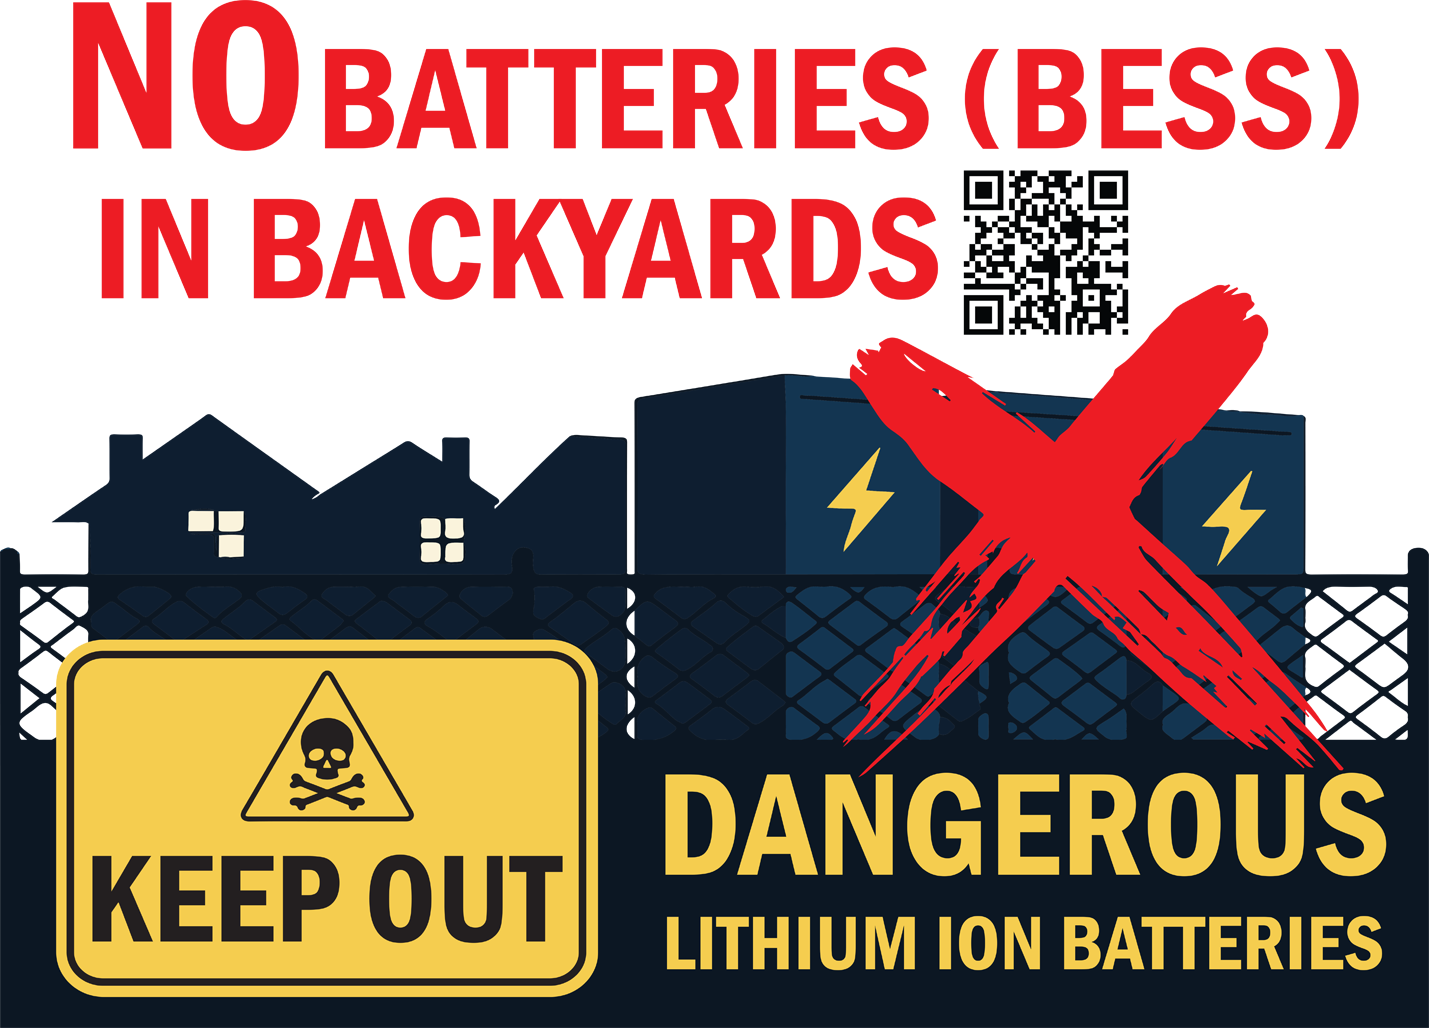 NO BATTERIES (BESS)
IN BACKYARDS
KEEP OUT
DANGEROUS
LITHIUM ION BATTERIES